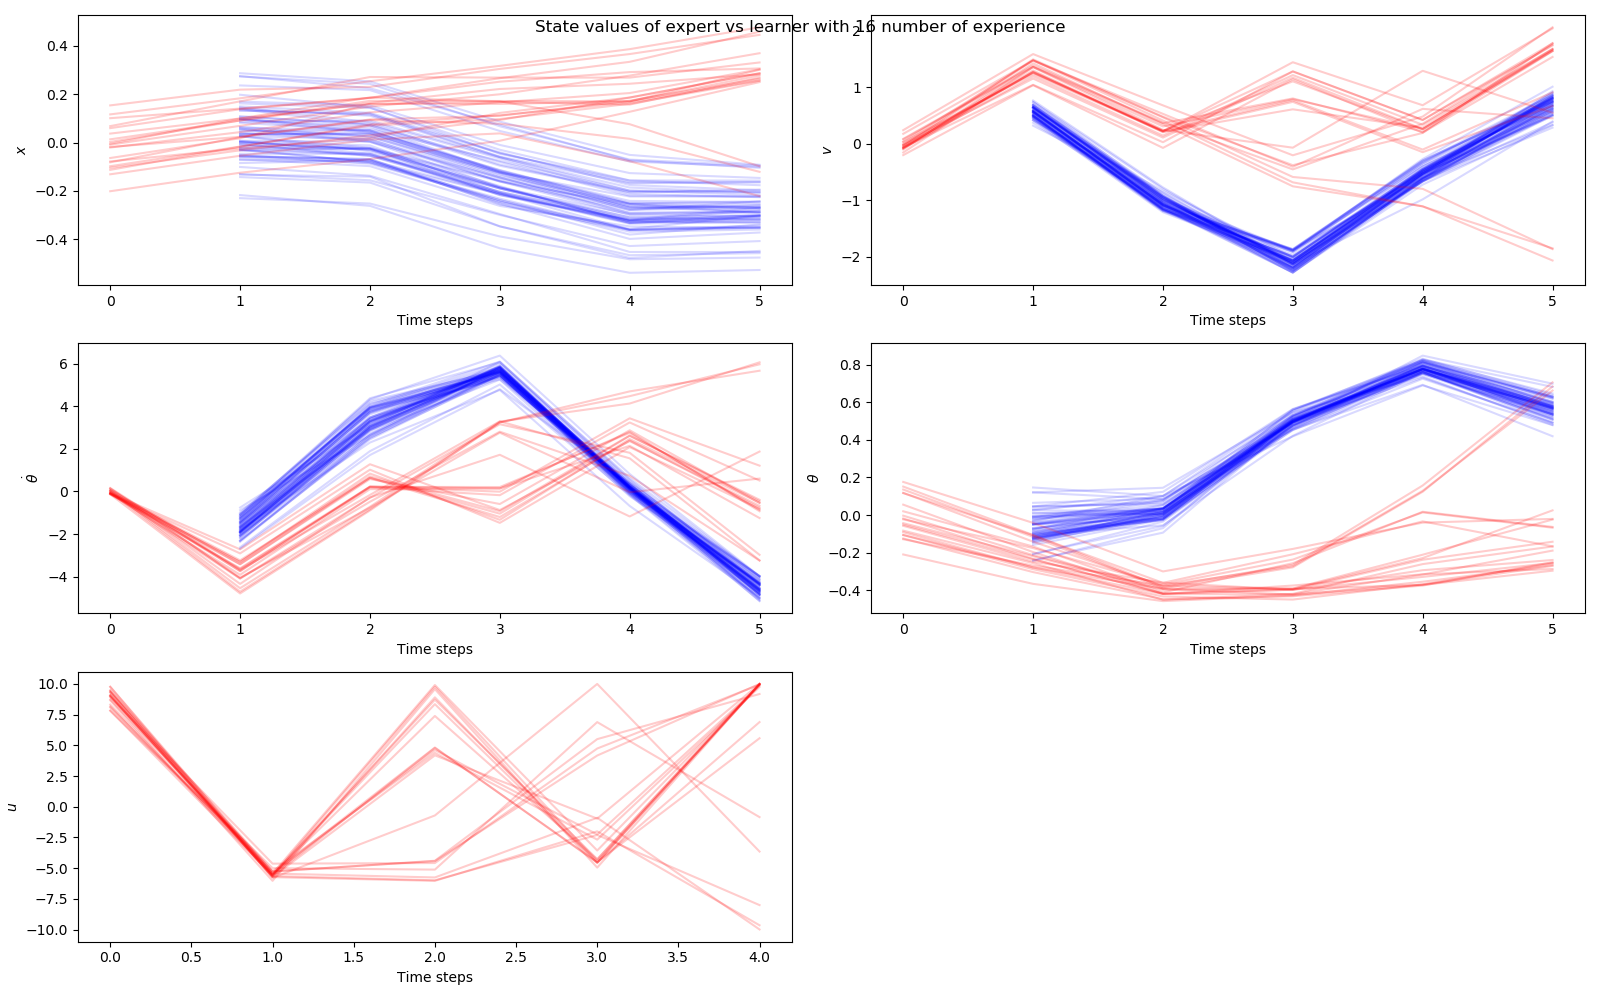 State values of expert vs learner with 16 number of experience
0.4
0.2
0.0
−0.2
−0.4
x
0 1 2 3 4 5
Time steps
2
1
0
−1
−2
v
0 1 2 3 4 5
Time steps
6
4
2
0
−2
−4
θ̇
0 1 2 3 4 5
Time steps
0.8
0.6
0.4
0.2
0.0
−0.2
−0.4
θ
0 1 2 3 4 5
Time steps
10.0
7.5
5.0
2.5
0.0
−2.5
−5.0
−7.5
−10.0
u
0.0 0.5 1.0 1.5 2.0 2.5 3.0 3.5 4.0
Time steps